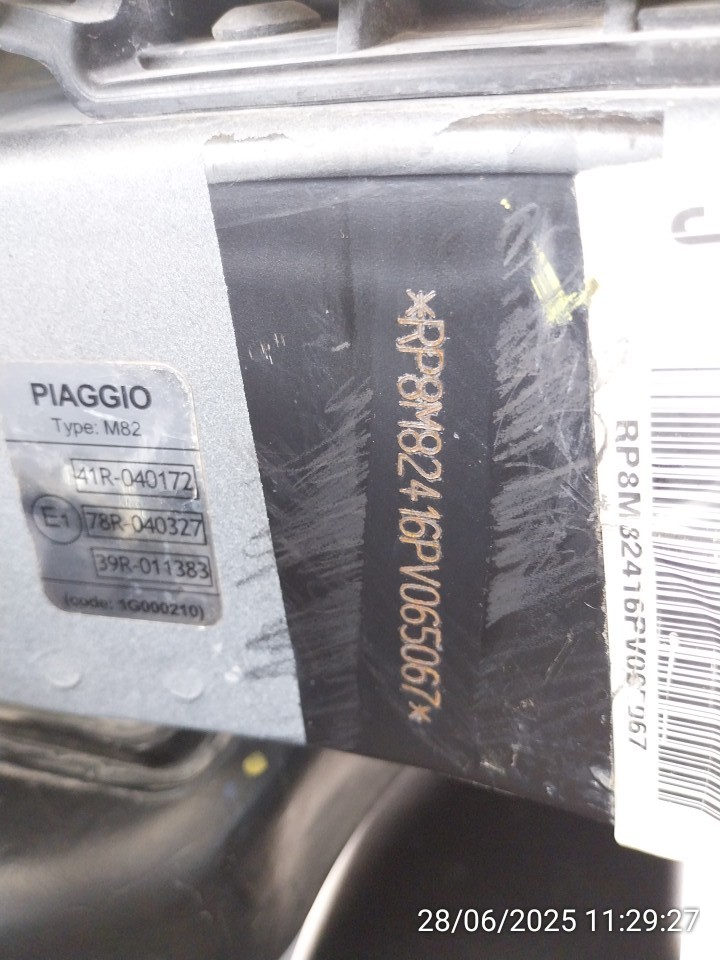 PIAGGIO
Type: M82
41R-040172
E1
78R-040327
39R-011383
(code: 1G000210)
*RP8M82416PV065067*
J
28/06/2025 11:29:27